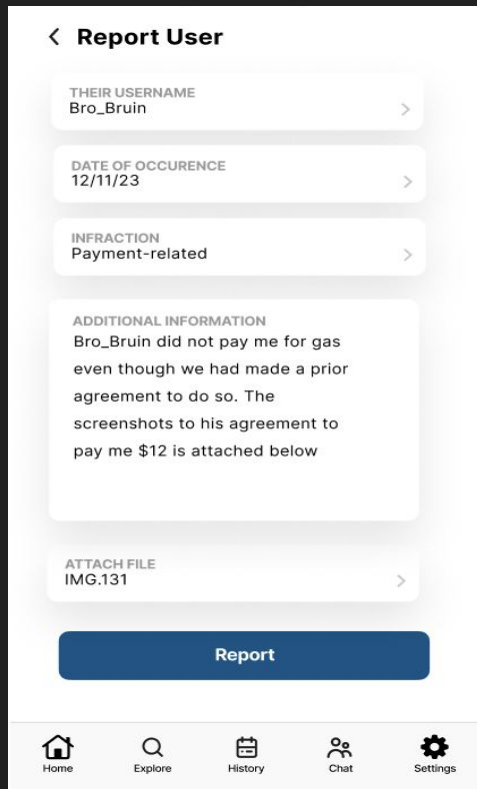 Report User
THEIR USERNAME
Bro_Bruin
DATE OF OCCURENCE
12/11/23
INFRACTION
Payment-related
ADDITIONAL INFORMATION
Bro_Bruin did not pay me for gas
even though we had made a prior
agreement to do so. The
screenshots to his agreement to
pay me $12 is attached below
ATTACH FILE
IMG.131
Report
Home Explore History Chat Settings